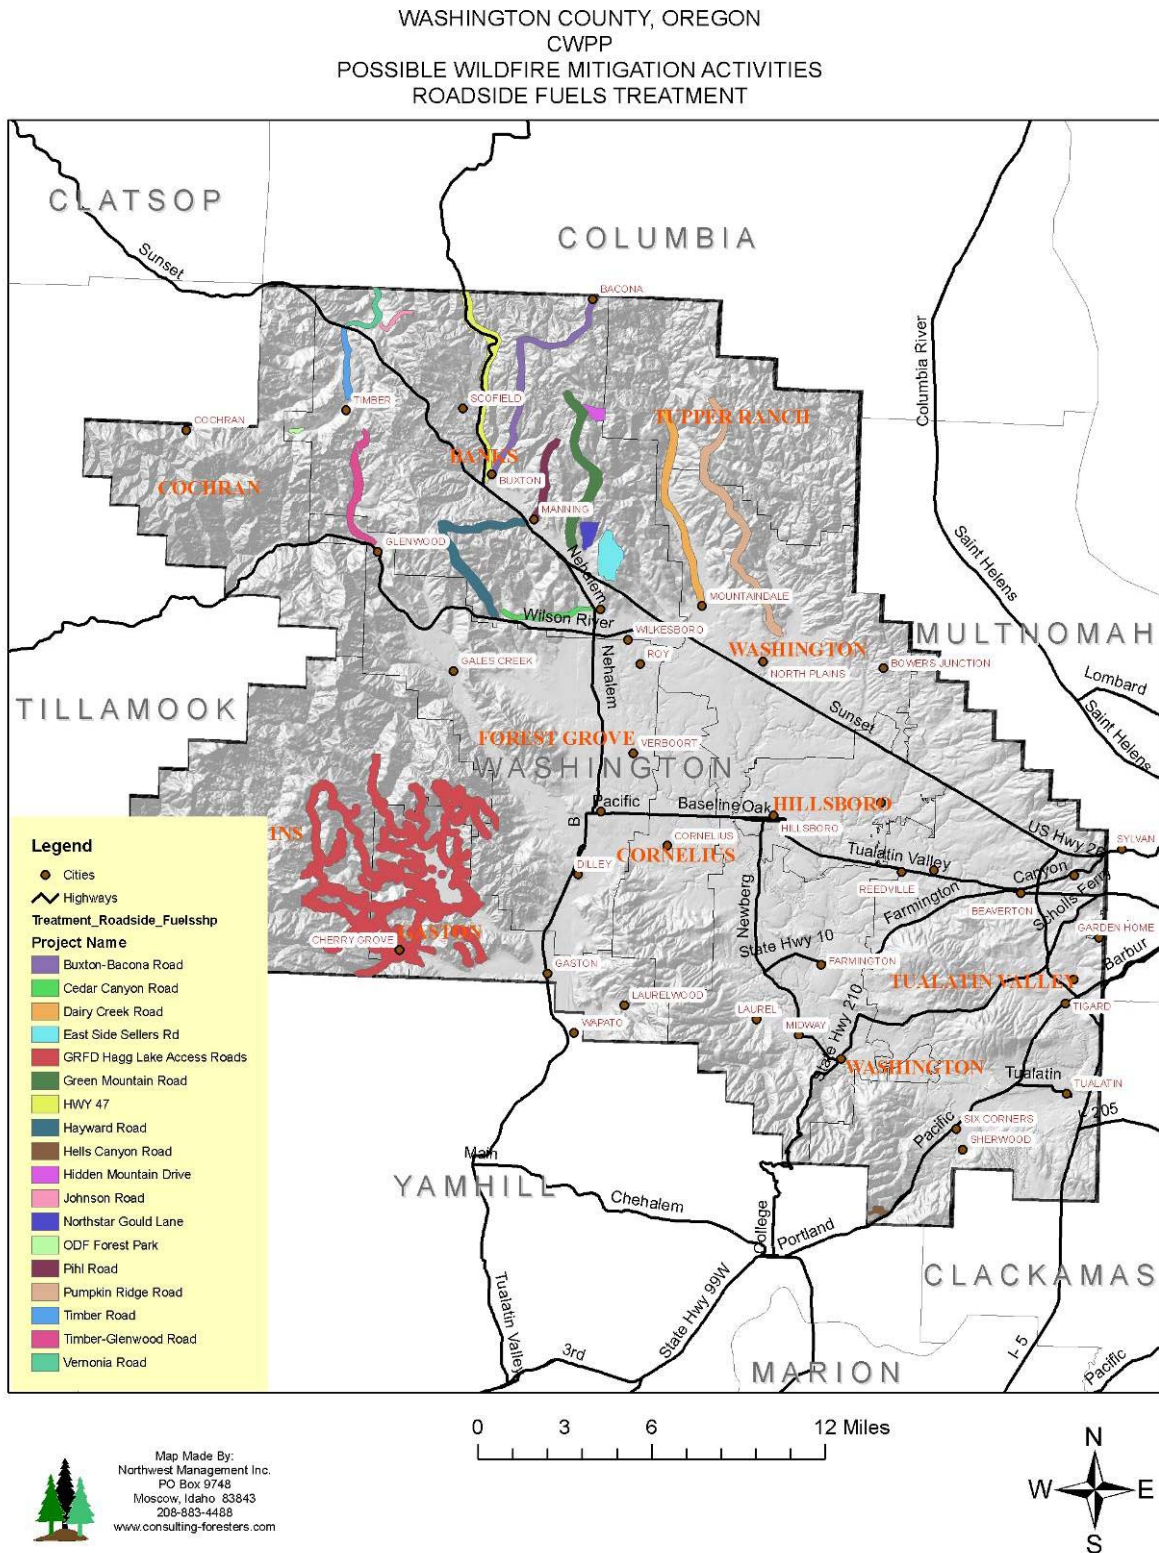 WASHINGTON COUNTY, OREGON
CWPP
POSSIBLE WILDFIRE MITIGATION ACTIVITIES
ROADSIDE FUELS TREATMENT
CLATSOP
COLUMBIA
Sunset
BACONA
Columbia River
TIMBER
SCOFIELD
TUPPER RANCH
COCHRAN
BANKS
COCHRAN
BUXTON
MANNING
GLENWOOD
Nehalem
Saint Helens
MOUNTAINDALE
Wilson River
WILKESBORO
MULTNOMAH
WASHINGTON
ROY
NORTH PLAINS
BOWERS JUNCTION
Nehalem
GALES CREEK
Lombard
TILLAMOOK
Saint Helens
Sunset
FOREST GROVE
VERBOORT
WASHINGTON
Pacific
Baseline
Oak
HILLSBORO
B
HILLSBORO
US Hwy 26
SYLVAN
INS
CORNELIUS
CORNELIUS
Tualatin Valley
Canyon
DILLEY
REEDVILLE
Farmington
Scholls Ferry
BEAVERTON
Newberg
GASTON
CHERRY GROVE
State Hwy 10
GARDEN HOME
Barbur
GASTON
FARMINGTON
TUALATIN VALLEY
LAURELWOOD
State Hwy 210
TIGARD
LAUREL
WAPATO
MIDWAY
WASHINGTON
Tualatin
TUALATIN
I- 205
Pacific
SIX CORNERS
SHERWOOD
Main
YAMHILL
Chehalem
College
Portland
CLACKAMAS
Tualatin Valley
State Hwy 99W
3rd
I- 5
MARION
Pacific
Legend
Cities
Highways
Treatment_Roadside_Fuelsshp
Project Name
Buxton-Bacona Road
Cedar Canyon Road
Dairy Creek Road
East Side Sellers Rd
GRFD Hagg Lake Access Roads
Green Mountain Road
HWY 47
Hayward Road
Hells Canyon Road
Hidden Mountain Drive
Johnson Road
Northstar Gould Lane
ODF Forest Park
Pihl Road
Pumpkin Ridge Road
Timber Road
Timber-Glenwood Road
Vernonia Road
0 3 6 12 Miles
Map Made By:
Northwest Management Inc.
PO Box 9748
Moscow, Idaho 83843
208-883-4488
www.consulting-foresters.com
N
W E
S